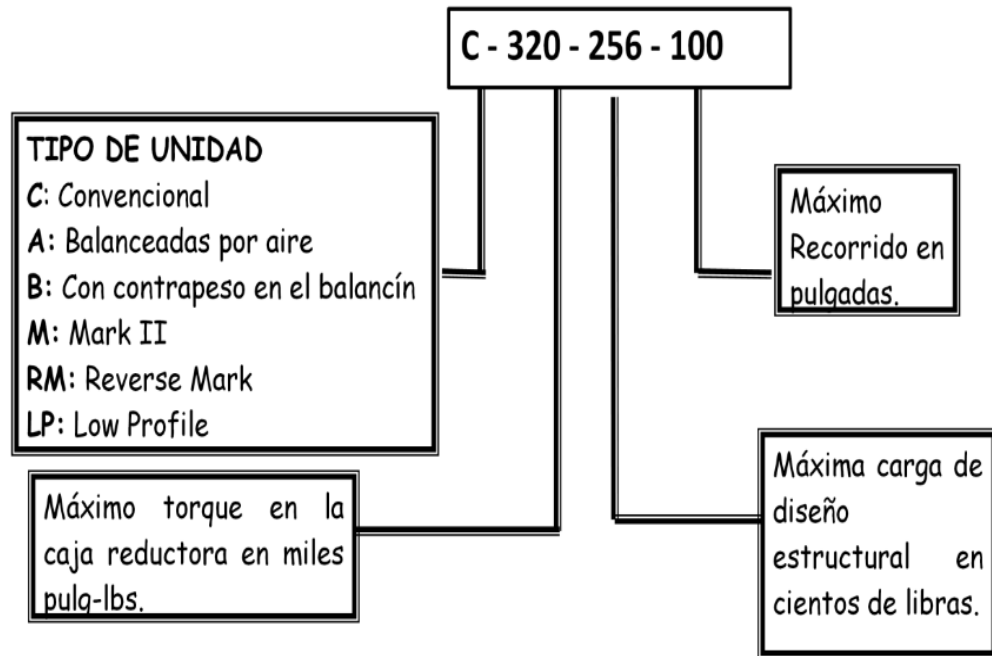 C - 320 - 256 - 100
TIPO DE UNIDAD
C: Convencional
A: Balanceadas por aire
B: Con contrapeso en el balancín
M: Mark II
RM: Reverse Mark
LP: Low Profile
Máximo
Recorrido en
pulgadas.
Máximo torque en la
caja reductora en miles
pulg-lbs.
Máxima carga de
diseño
estructural en
cientos de libras.